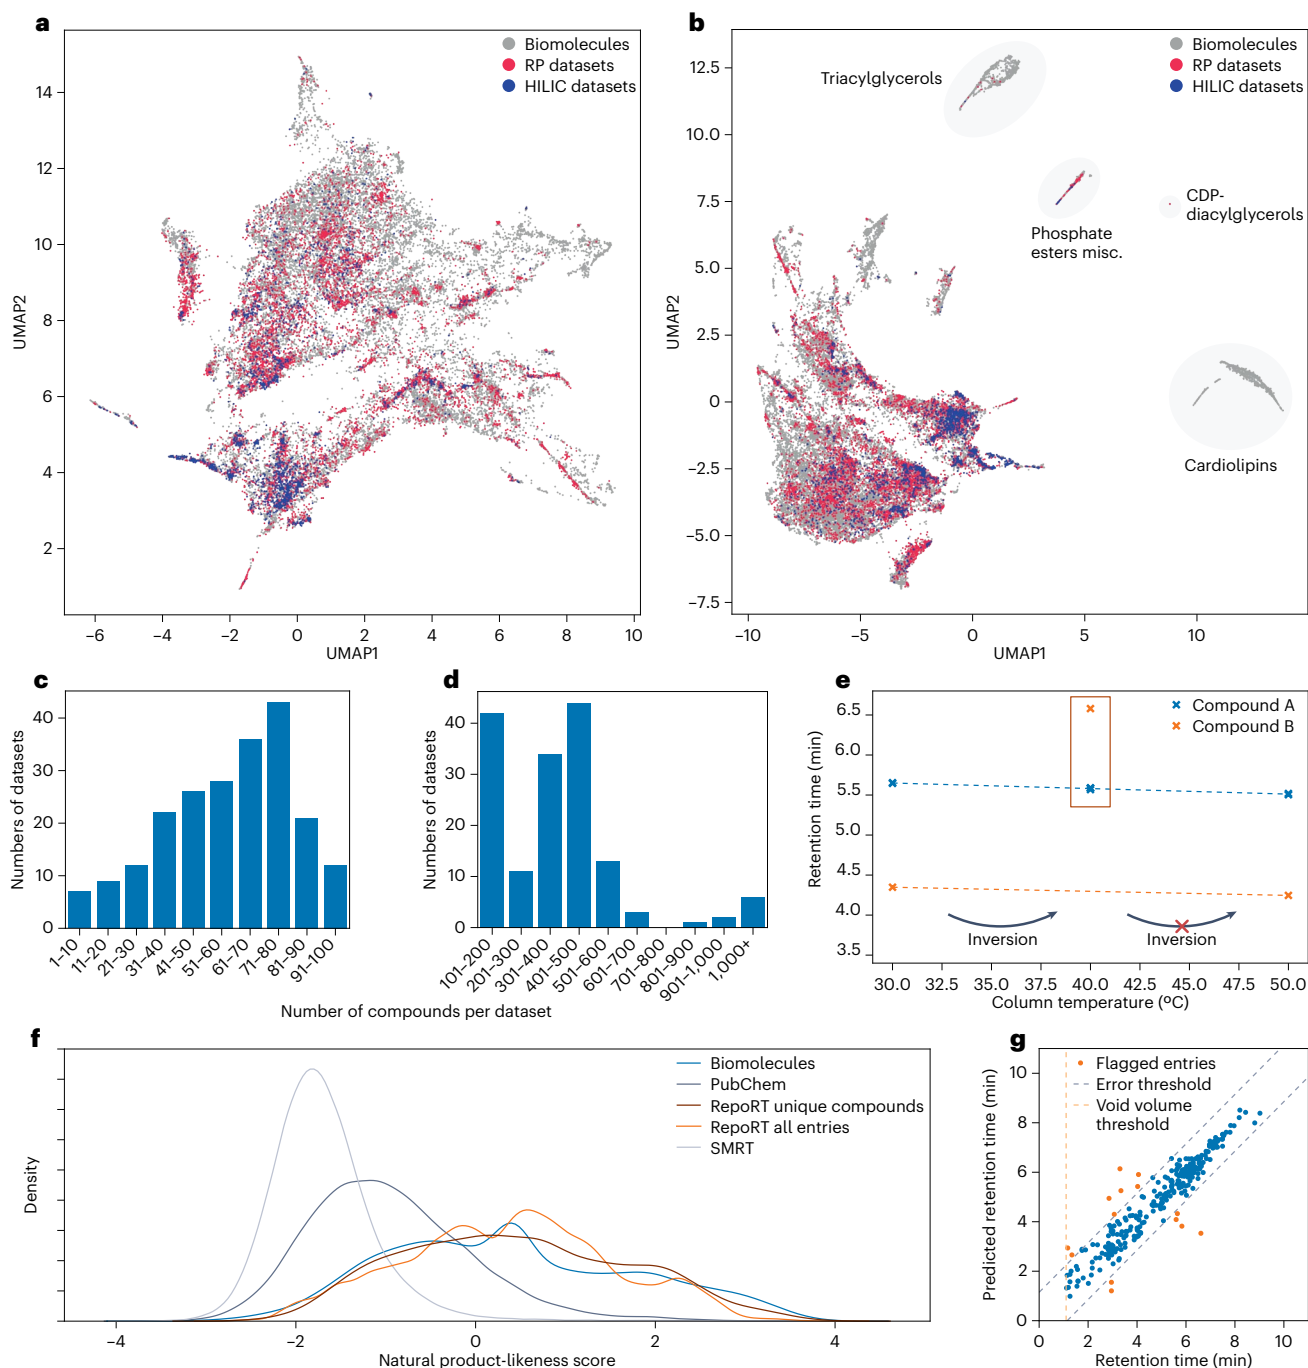 a
Biomolecules
RP datasets
HILIC datasets
14
12
10
8
6
4
2
UMAP2
−6
−4
−2
0
2
4
6
8
10
UMAP1
b
Biomolecules
RP datasets
HILIC datasets
Triacylglycerols
CDP-
diacylglycerols
Phosphate
esters misc.
Cardiolipins
12.5
10.0
7.5
5.0
2.5
0
−2.5
−5.0
−7.5
UMAP2
−10
−5
0
5
10
UMAP1
c
40
30
20
10
0
Numbers of datasets
1–10
11–20
21–30
31–40
41–50
51–60
61–70
71–80
81–90
91–100
d
40
20
0
Numbers of datasets
101–200
201–300
301–400
401–500
501–600
601–700
701–800
801–900
901–1,000
1,000+
Number of compounds per dataset
e
Compound A
Compound B
6.5
6.0
5.5
5.0
4.5
4.0
3.5
Retention time (min)
Inversion
Inversion
30.0
32.5
35.0
37.5
40.0
42.5
45.0
47.5
50.0
Column temperature (ºC)
f
Biomolecules
PubChem
RepoRT unique compounds
RepoRT all entries
SMRT
Density
−4
−2
0
2
4
Natural product-likeness score
g
Flagged entries
Error threshold
Void volume
threshold
10
8
6
4
2
0
Predicted retention time (min)
0
2
4
6
8
10
Retention time (min)